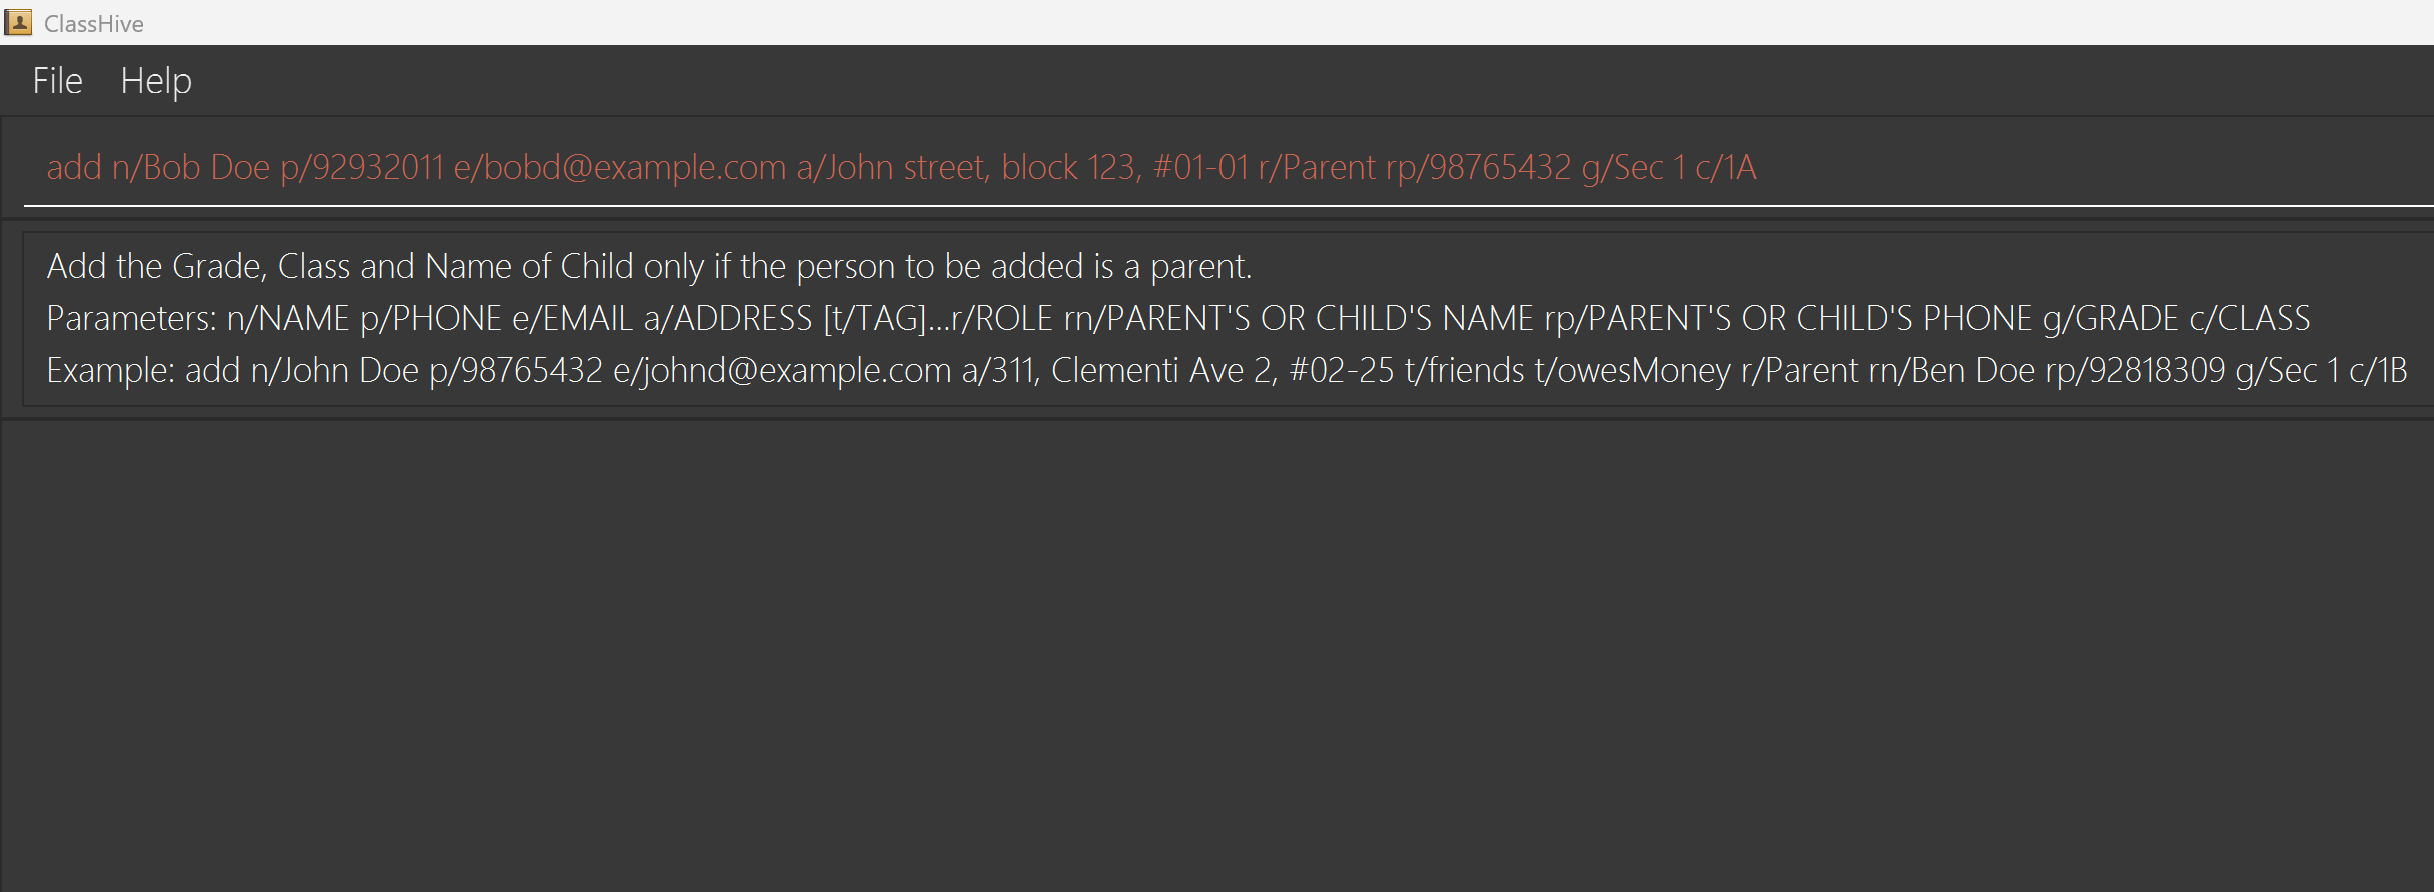 ClassHive
File Help
add n/Bob Doe p/92932011 e/bobd@example.com a/John street, block 123, #01-01 r/Parent rp/98765432 g/Sec 1 c/1A
Add the Grade, Class and Name of Child only if the person to be added is a parent.
Parameters: n/NAME p/PHONE e/EMAIL a/ADDRESS [t/TAG]...r/ROLE rn/PARENT'S OR CHILD'S NAME rp/PARENT'S OR CHILD'S PHONE g/GRADE c/CLASS
Example: add n/John Doe p/98765432 e/johnd@example.com a/311, Clementi Ave 2, #02-25 t/friends t/owesMoney r/Parent rn/Ben Doe rp/92818309 g/Sec 1 c/1B